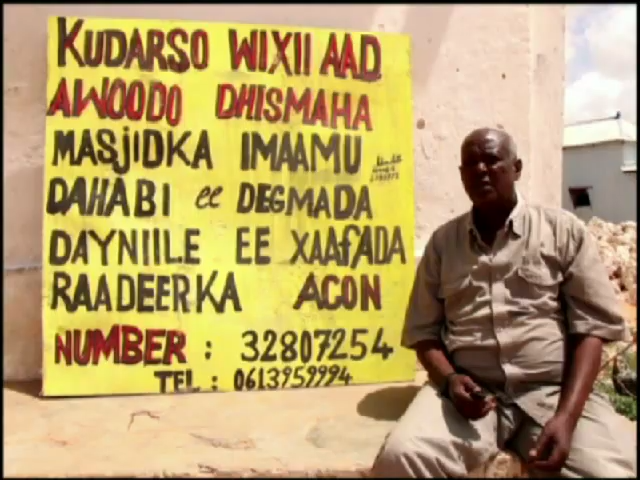 KUDARSO WIXII AAD
AWOODO DHISMAHA
MASJIDKA IMAAMU
DAHABI ee DEGMADA
DAYNIILE EE XAAFADA
RAADEERKA ACON
NUMBER : 32807254
TEL : 0613959994